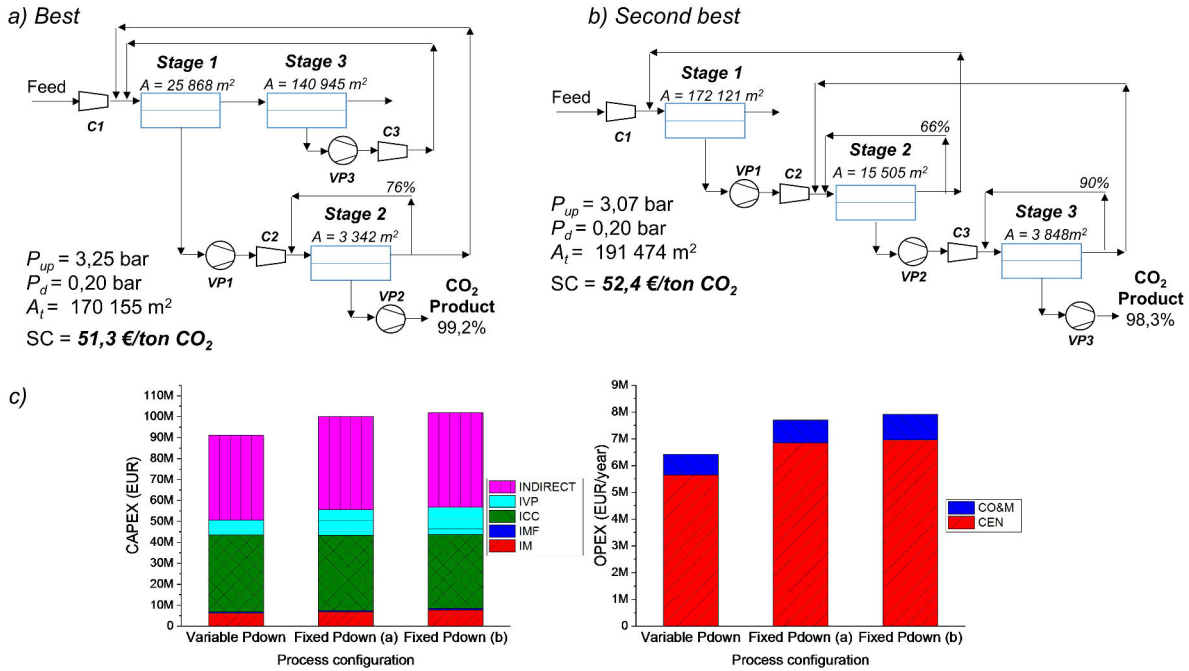 a) Best
Stage 1
Stage 3
A = 25 868 m²
A = 140 945 m²
Feed
C1
C3
VP3
76%
Stage 2
C2
A = 3 342 m²
VP1
VP2
P_up = 3,25 bar
P_d = 0,20 bar
A_t = 170 155 m²
SC = 51,3 €/ton CO₂
CO₂
Product
99,2%
b) Second best
Stage 1
A = 172 121 m²
Feed
C1
66%
Stage 2
VP1
C2
A = 15 505 m²
90%
Stage 3
C3
A = 3 848m²
VP2
VP3
P_up = 3,07 bar
P_d = 0,20 bar
A_t = 191 474 m²
SC = 52,4 €/ton CO₂
CO₂
Product
98,3%
c)
CAPEX (EUR)
110M
100M
90M
80M
70M
60M
50M
40M
30M
20M
10M
0
INDIRECT
IVP
ICC
IMF
IM
Variable Pdown
Fixed Pdown (a)
Fixed Pdown (b)
Process configuration
OPEX (EUR/year)
9M
8M
7M
6M
5M
4M
3M
2M
1M
0
CO&M
CEN
Variable Pdown
Fixed Pdown (a)
Fixed Pdown (b)
Process configuration